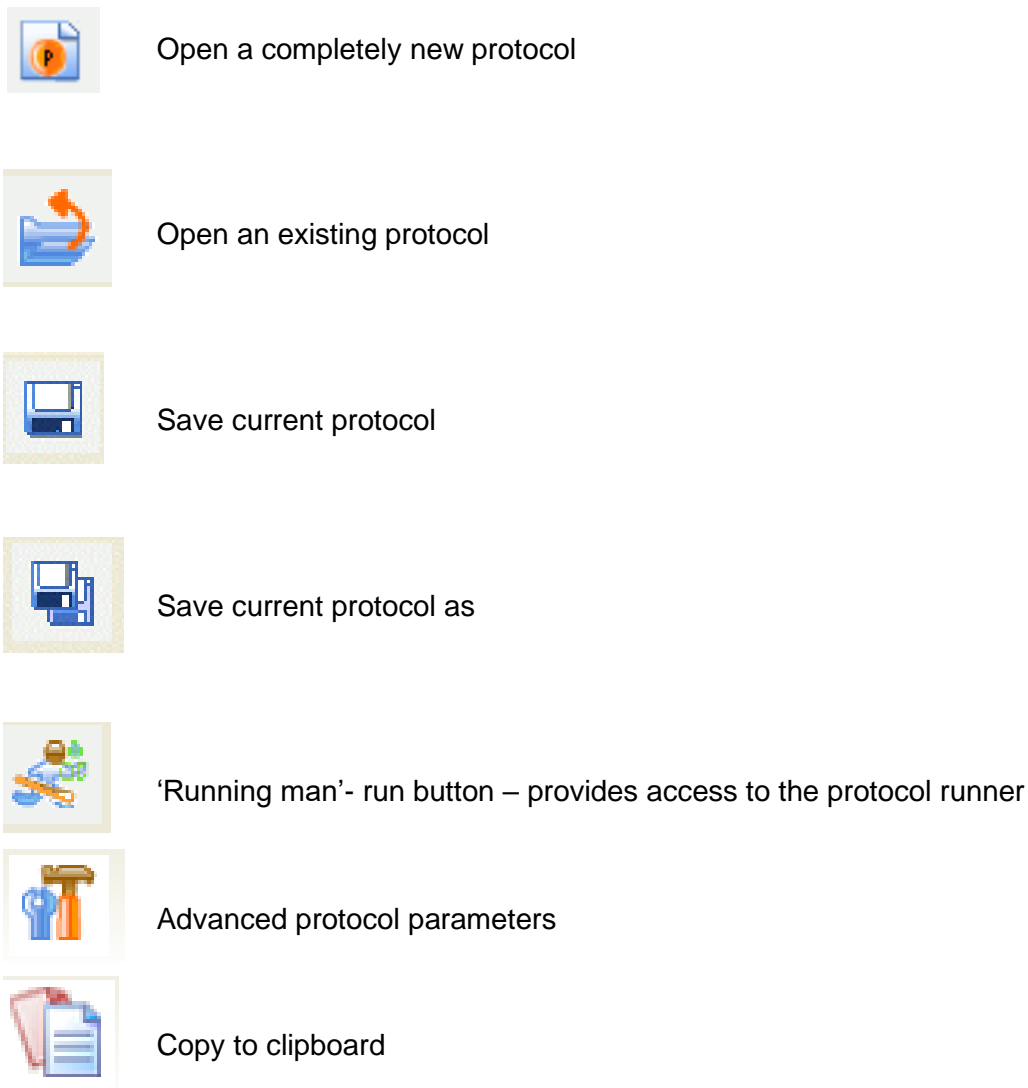 P
Open a completely new protocol
Open an existing protocol
Save current protocol
Save current protocol as
‘Running man’- run button – provides access to the protocol runner
Advanced protocol parameters
Copy to clipboard